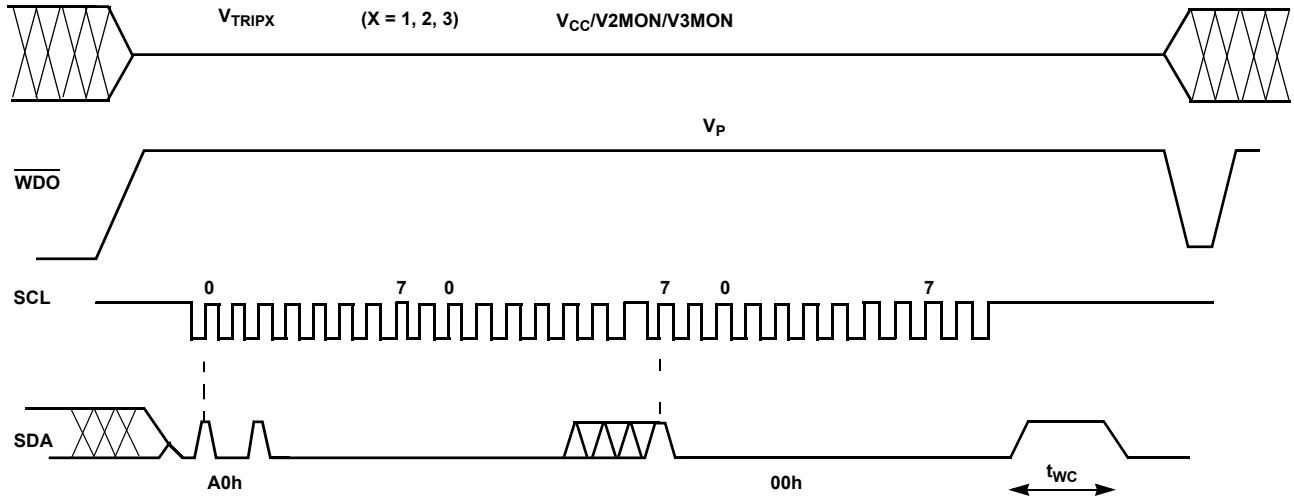 VTRIPX (X = 1, 2, 3) VCC/V2MON/V3MON
VP
WDO
SCL 0 7 0 7 0 7
SDA
A0h 00h tWC